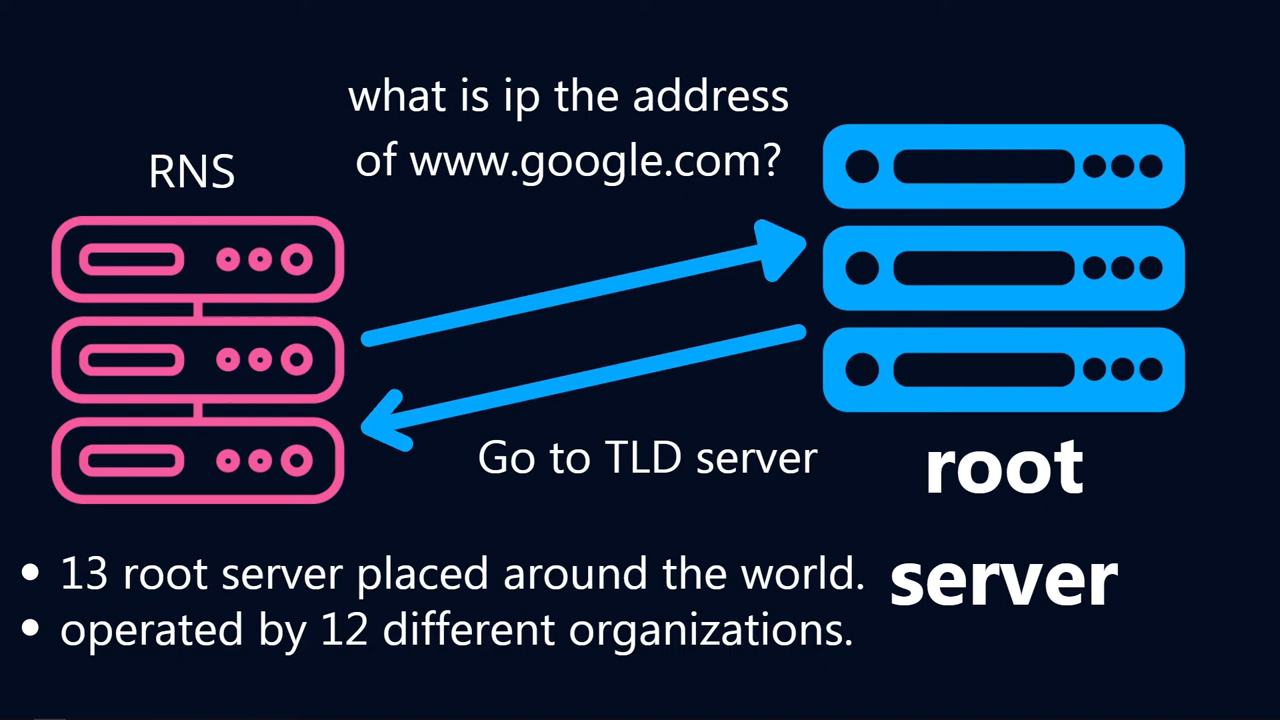 what is ip the address
of www.google.com?
RNS
Go to TLD server
root
server
• 13 root server placed around the world.
• operated by 12 different organizations.